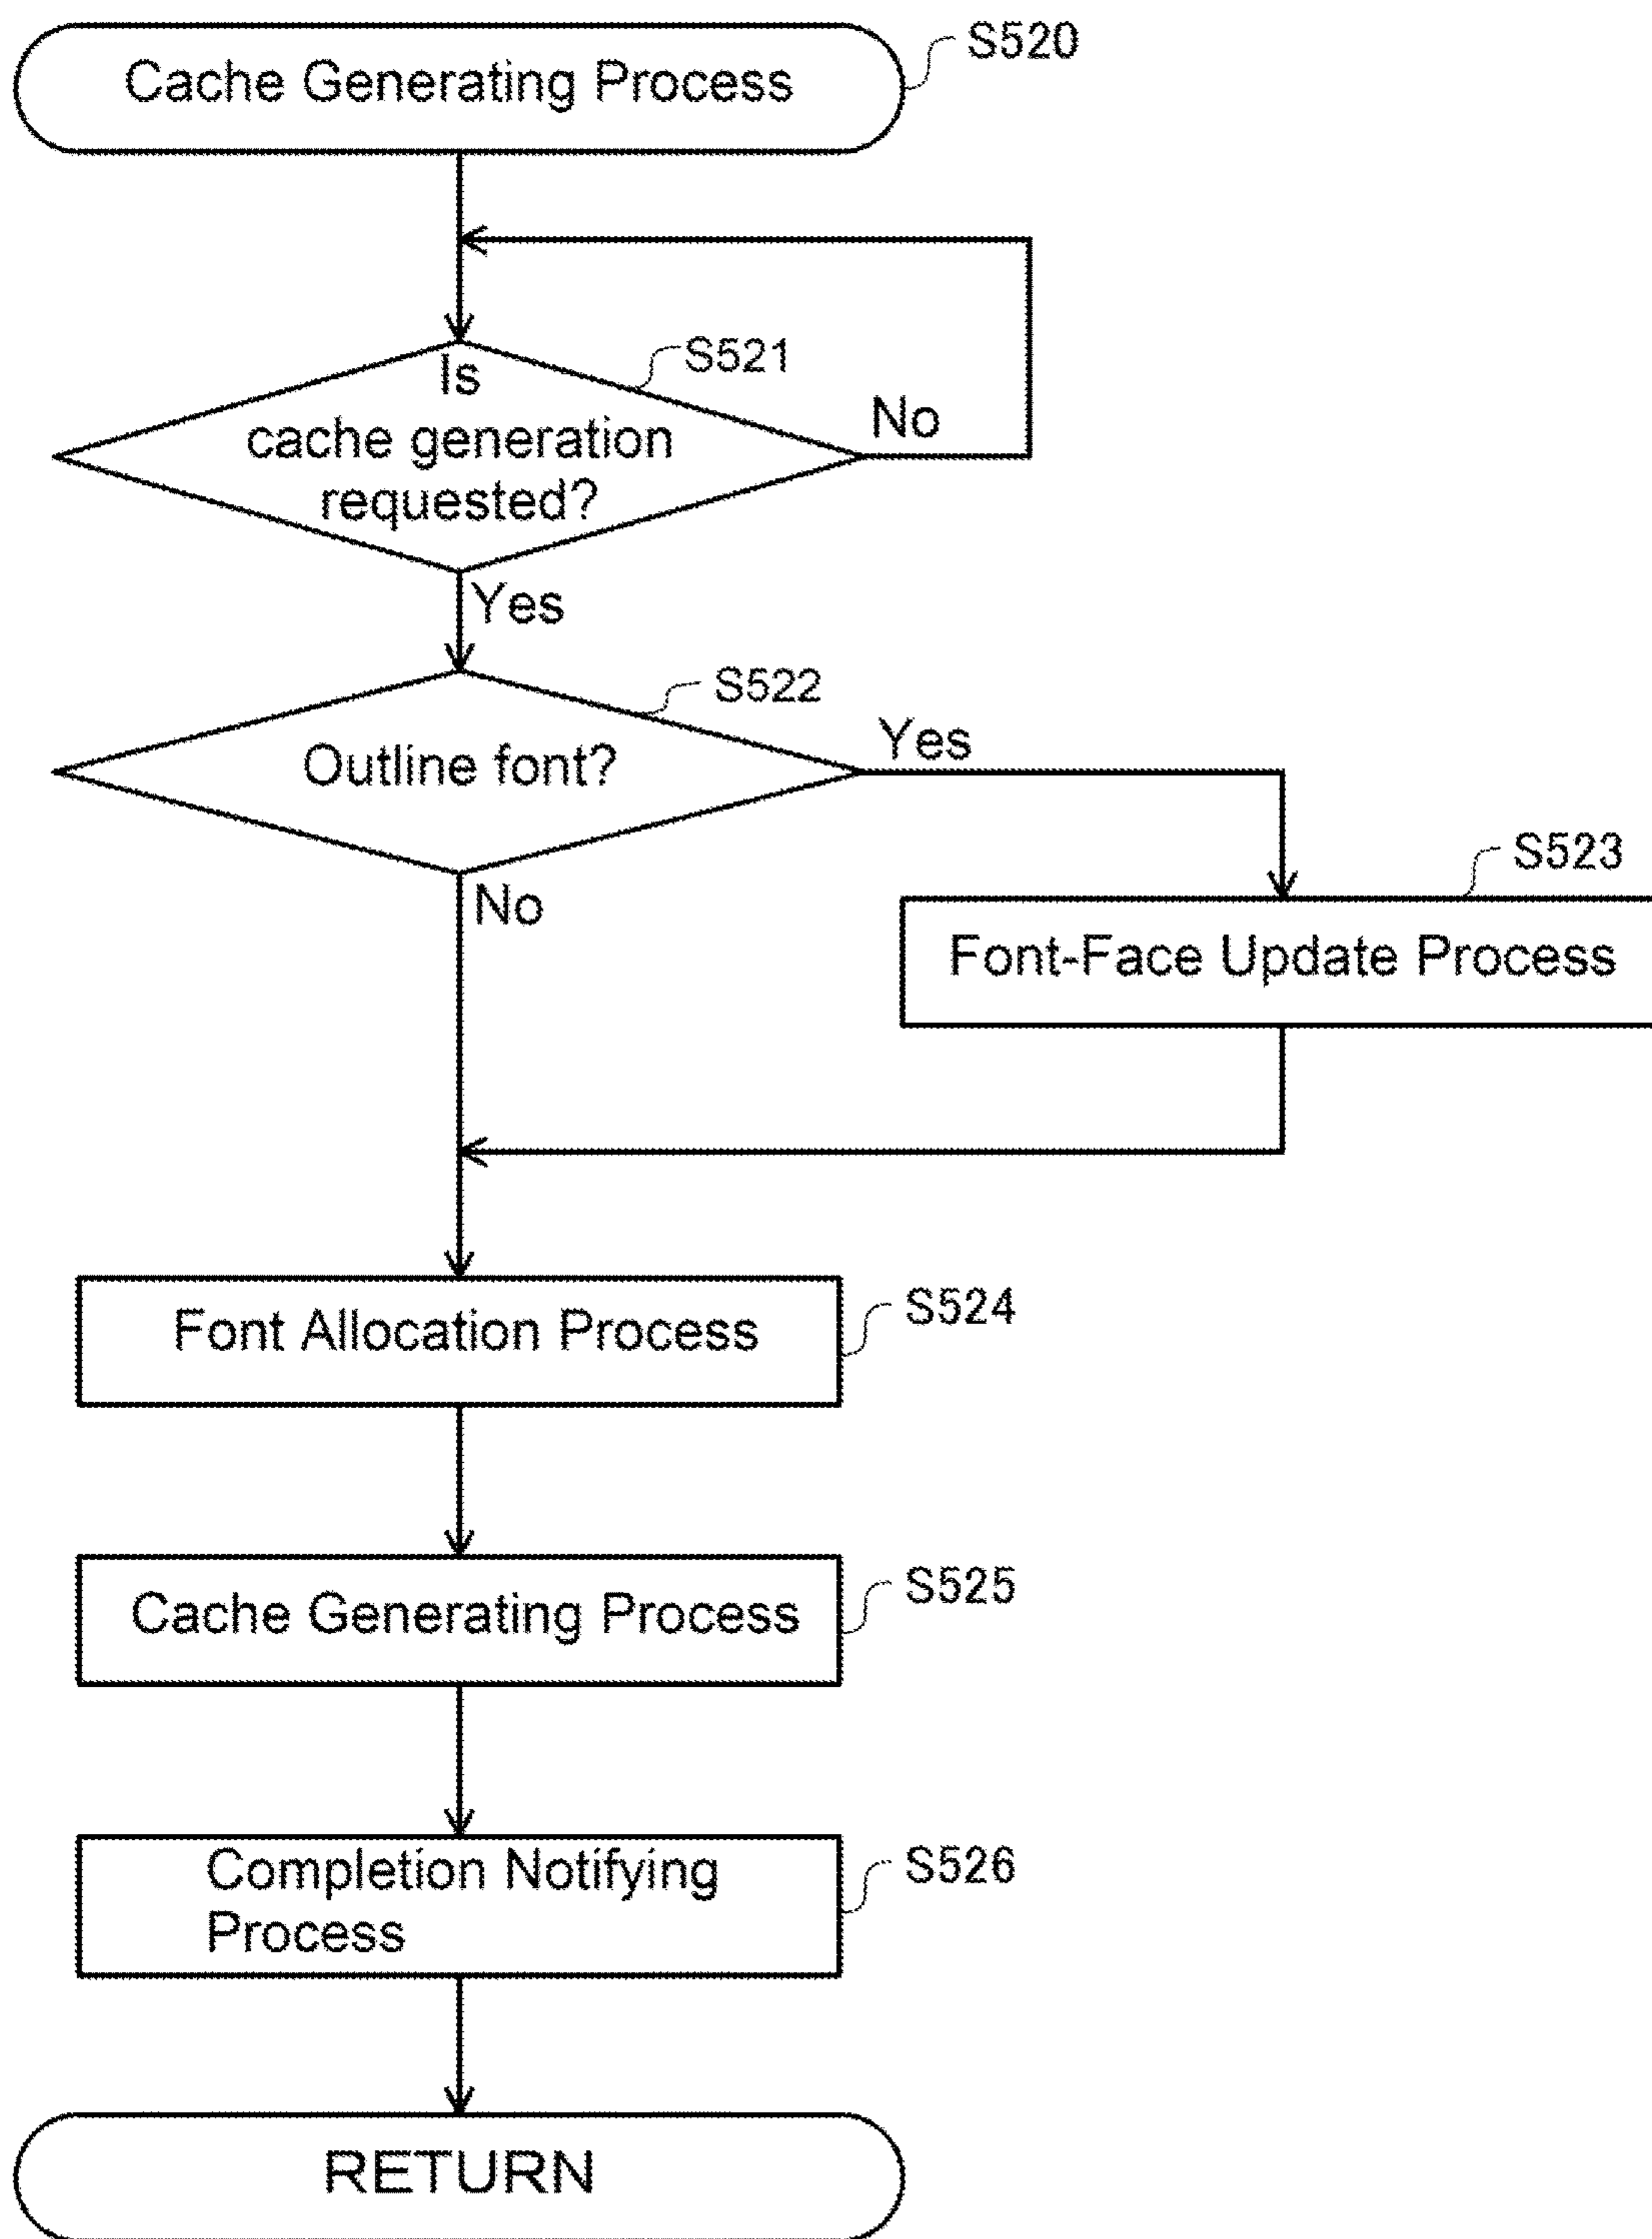 Cache Generating Process
S520
S521
Is
cache generation
requested?
No
Yes
S522
Outline font?
Yes
No
S523
Font-Face Update Process
Font Allocation Process
S524
Cache Generating Process
S525
Completion Notifying
Process
S526
RETURN